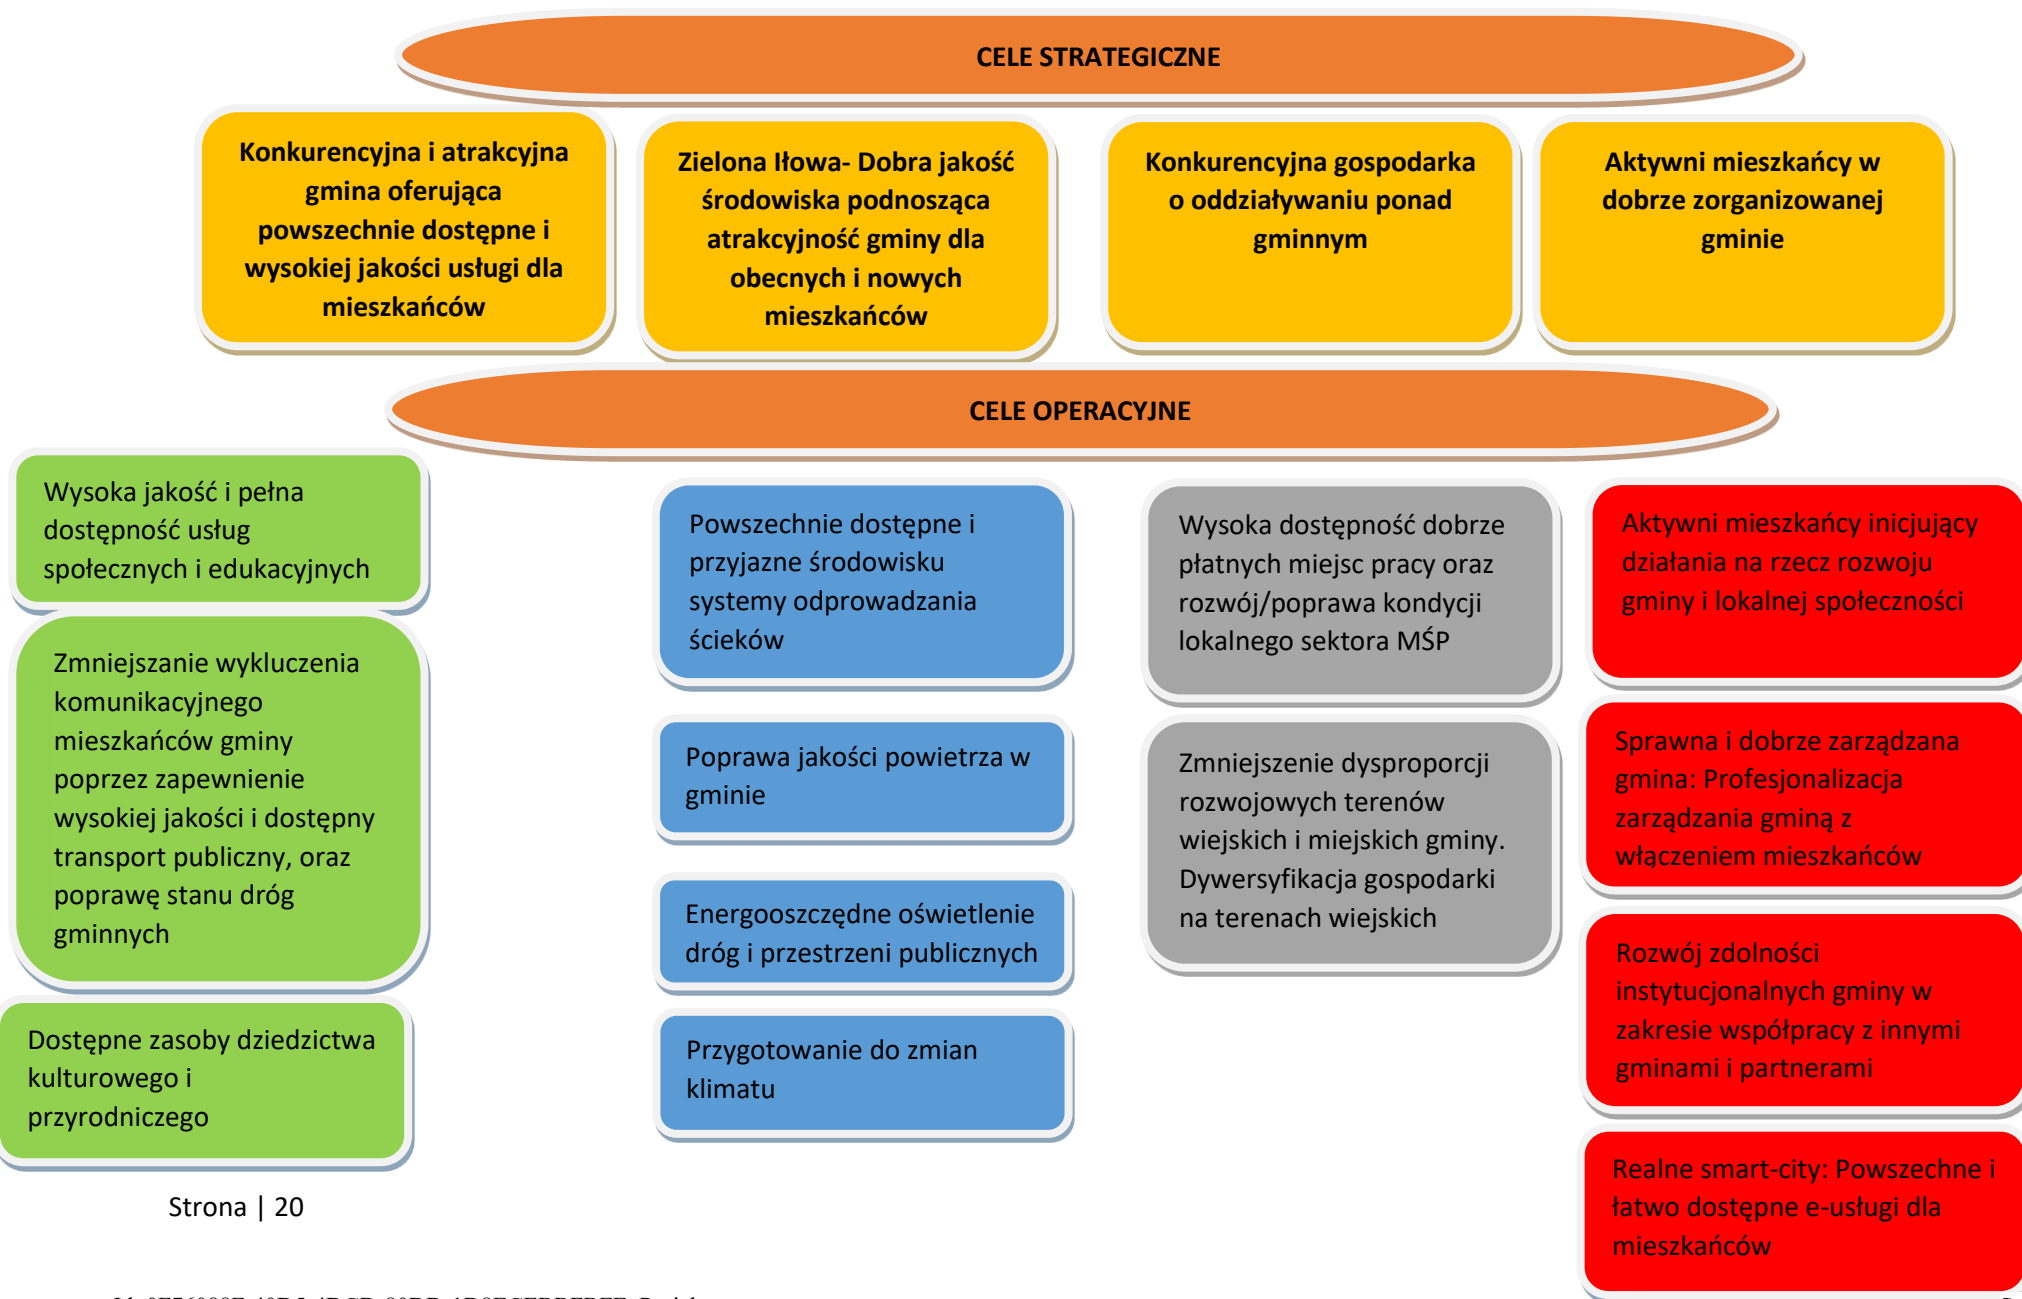 CELE STRATEGICZNE
Konkurencyjna i atrakcyjna
gmina oferująca
powszechnie dostępne i
wysokiej jakości usługi dla
mieszkańców
Zielona Iłowa- Dobra jakość
środowiska podnosząca
atrakcyjność gminy dla
obecnych i nowych
mieszkańców
Konkurencyjna gospodarka
o oddziaływaniu ponad
gminnym
Aktywni mieszkańcy w
dobrze zorganizowanej
gminie
CELE OPERACYJNE
Wysoka jakość i pełna
dostępność usług
społecznych i edukacyjnych
Zmniejszanie wykluczenia
komunikacyjnego
mieszkańców gminy
poprzez zapewnienie
wysokiej jakości i dostępny
transport publiczny, oraz
poprawę stanu dróg
gminnych
Dostępne zasoby dziedzictwa
kulturowego i
przyrodniczego
Powszechnie dostępne i
przyjazne środowisku
systemy odprowadzania
ścieków
Poprawa jakości powietrza w
gminie
Energooszczędne oświetlenie
dróg i przestrzeni publicznych
Przygotowanie do zmian
klimatu
Wysoka dostępność dobrze
płatnych miejsc pracy oraz
rozwój/poprawa kondycji
lokalnego sektora MŚP
Zmniejszenie dysproporcji
rozwojowych terenów
wiejskich i miejskich gminy.
Dywersyfikacja gospodarki
na terenach wiejskich
Aktywni mieszkańcy inicjujący
działania na rzecz rozwoju
gminy i lokalnej społeczności
Sprawna i dobrze zarządzana
gmina: Profesjonalizacja
zarządzania gminą z
włączeniem mieszkańców
Rozwój zdolności
instytucjonalnych gminy w
zakresie współpracy z innymi
gminami i partnerami
Realne smart-city: Powszechne i
łatwo dostępne e-usługi dla
mieszkańców
Strona | 20